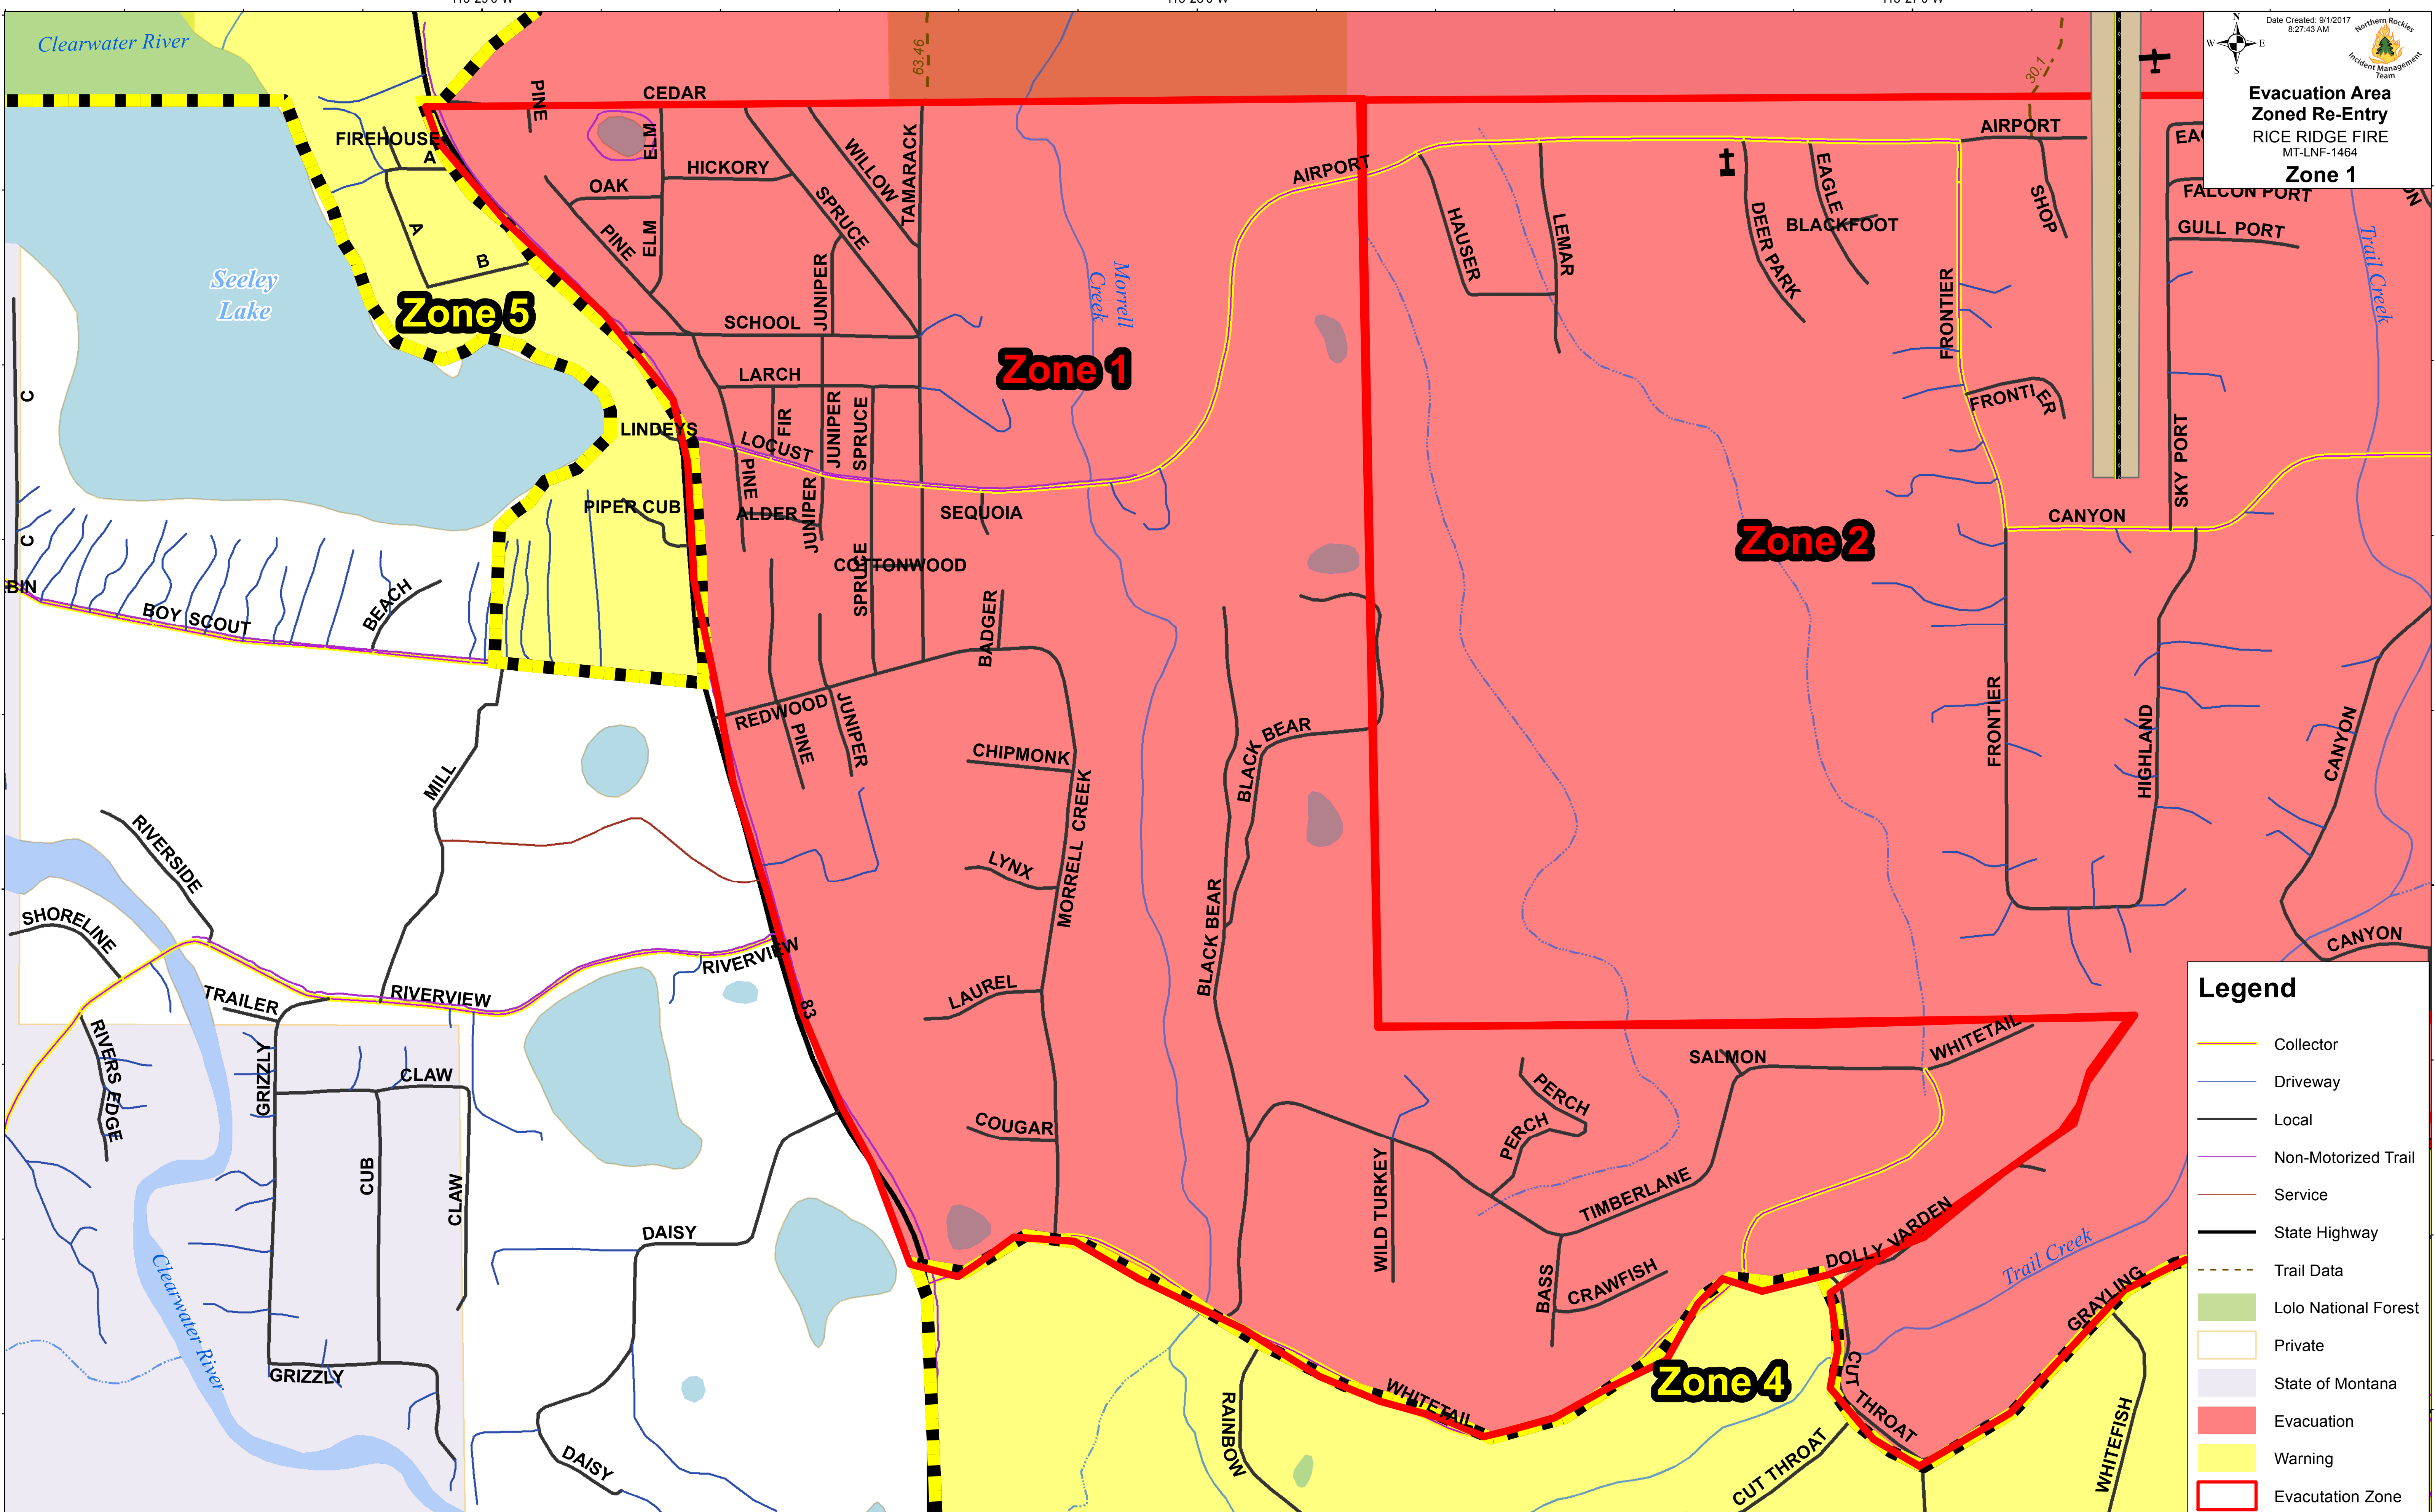 Clearwater River
Date Created: 9/1/2017
8:27:43 AM
N
W
E
S
Northern Rockies
Incident Management
Team
Evacuation Area
Zoned Re-Entry
RICE RIDGE FIRE
MT-LNF-1464
Zone 1
63.46
30.1
PINE
CEDAR
FIREHOUSE
A
A
B
ELM
HICKORY
OAK
PINE
ELM
WILLOW
SPRUCE
TAMARACK
JUNIPER
SCHOOL
Morrell
Creek
AIRPORT
AIRPORT
HAUSER
LEMAR
DEER PARK
EAGLE
BLACKFOOT
SHOP
FALCON PORT
GULL PORT
Trail Creek
Seeley
Lake
Zone 5
Zone 1
FRONTIER
FRONTIER
C
LARCH
FIR
JUNIPER
SPRUCE
LINDEYS
LOCUST
PINE
ALDER
JUNIPER
PIPER CUB
SEQUOIA
SPRUCE
COTTONWOOD
SKY PORT
CANYON
Zone 2
C
BIN
BOY SCOUT
BEACH
BADGER
REDWOOD
PINE
JUNIPER
CHIPMONK
MORRELL CREEK
BLACK BEAR
FRONTIER
HIGHLAND
CANYON
MILL
RIVERSIDE
LYNX
BLACK BEAR
SHORELINE
RIVERVIEW
CANYON
TRAILER
RIVERVIEW
LAUREL
83
RIVERS EDGE
GRIZZLY
CLAW
CUB
CLAW
COUGAR
SALMON
WHITETAIL
PERCH
PERCH
WILD TURKEY
TIMBERLANE
DAISY
BASS
CRAWFISH
DOLLY VARDEN
Trail Creek
GRAYLING
Clearwater River
GRIZZLY
DAISY
RAINBOW
WHITETAIL
Zone 4
CUT THROAT
CUT THROAT
WHITEFISH
Legend
Collector
Driveway
Local
Non-Motorized Trail
Service
State Highway
Trail Data
Lolo National Forest
Private
State of Montana
Evacuation
Warning
Evacutation Zone